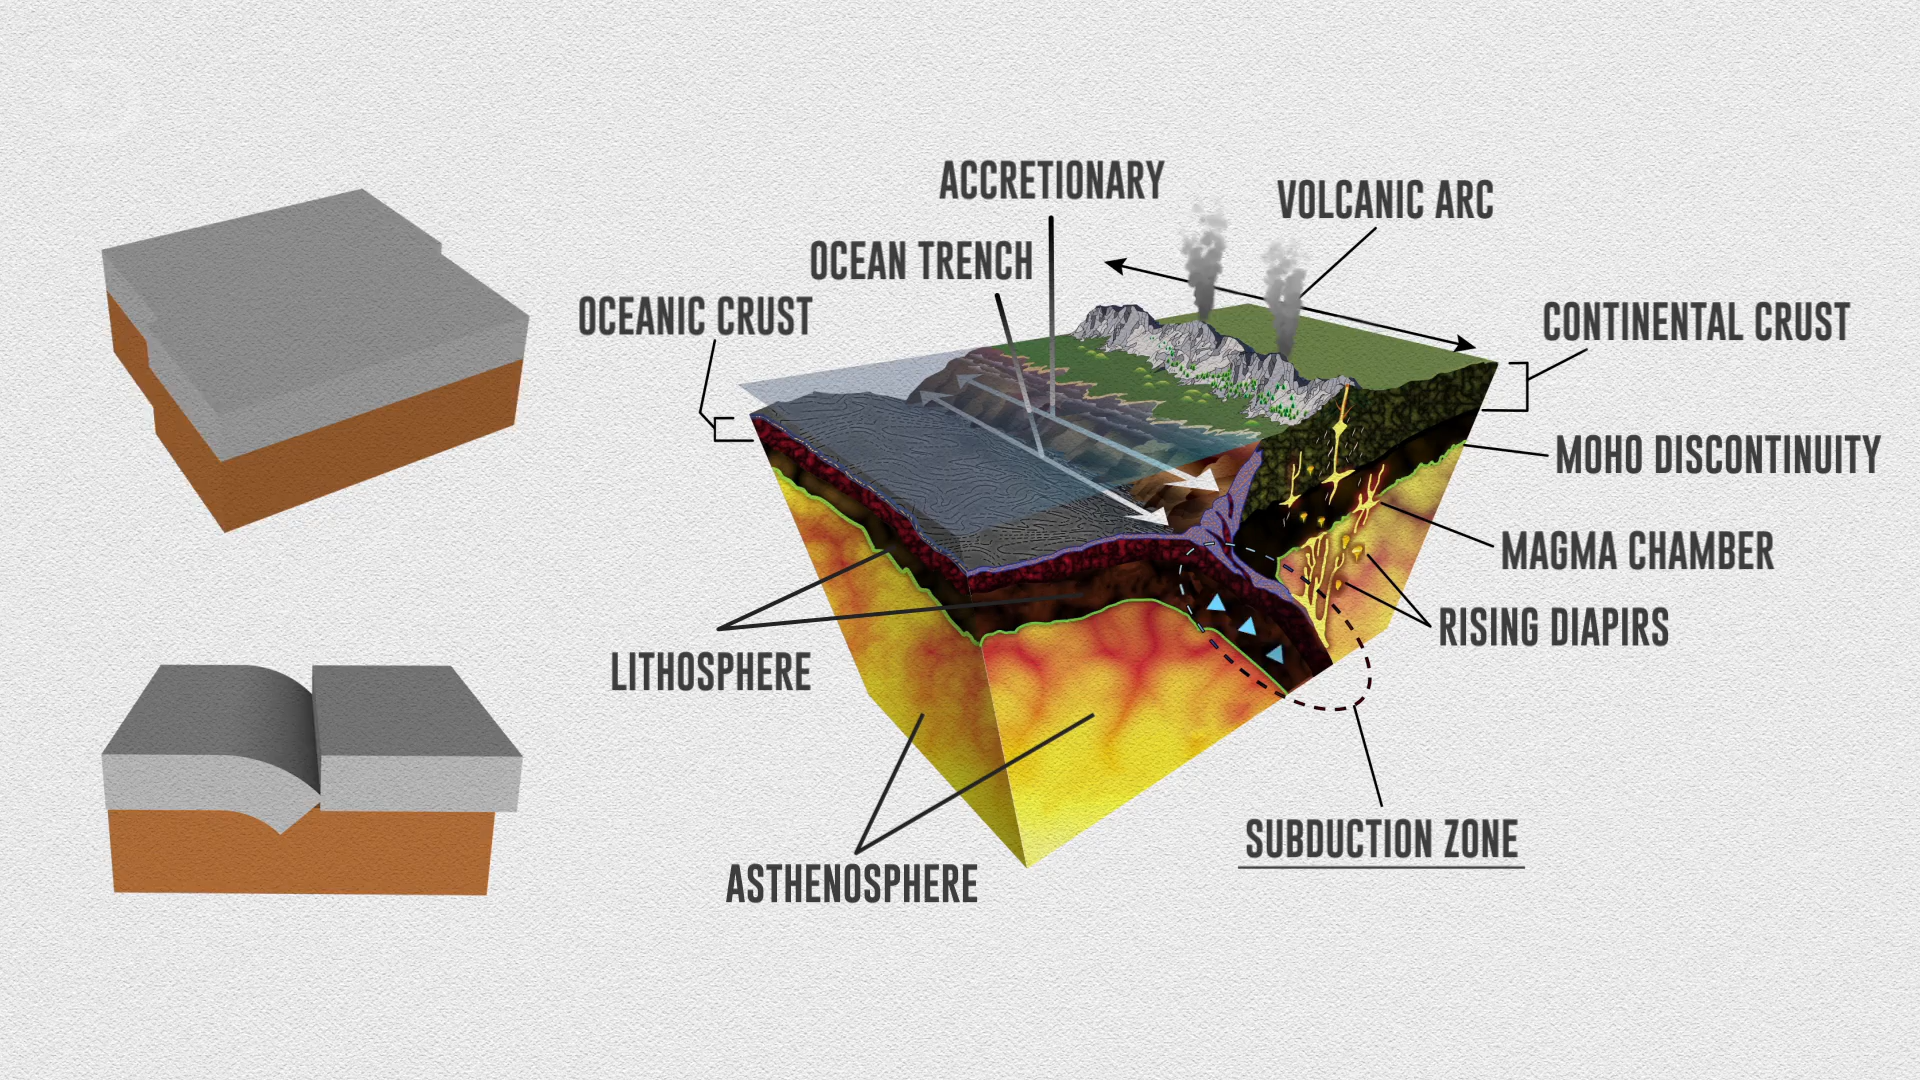 ACCRETIONARY
VOLCANIC ARC
OCEAN TRENCH
OCEANIC CRUST
CONTINENTAL CRUST
MOHO DISCONTINUITY
MAGMA CHAMBER
RISING DIAPIRS
LITHOSPHERE
SUBDUCTION ZONE
ASTHENOSPHERE